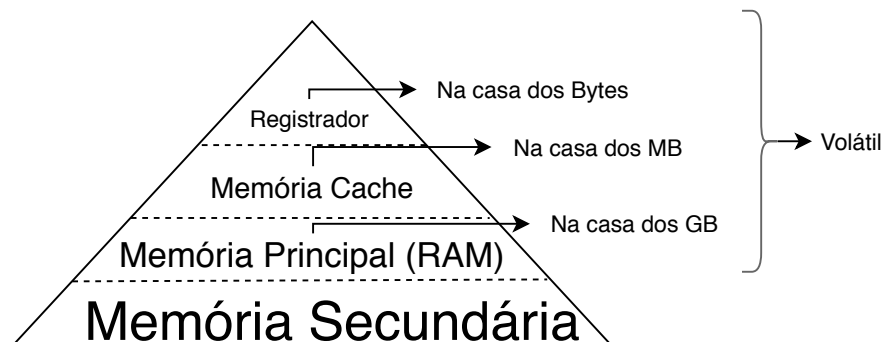 Na casa dos Bytes
Registrador
Volátil
Na casa dos MB
Memória Cache
Na casa dos GB
Memória Principal (RAM)
Memória Secundária